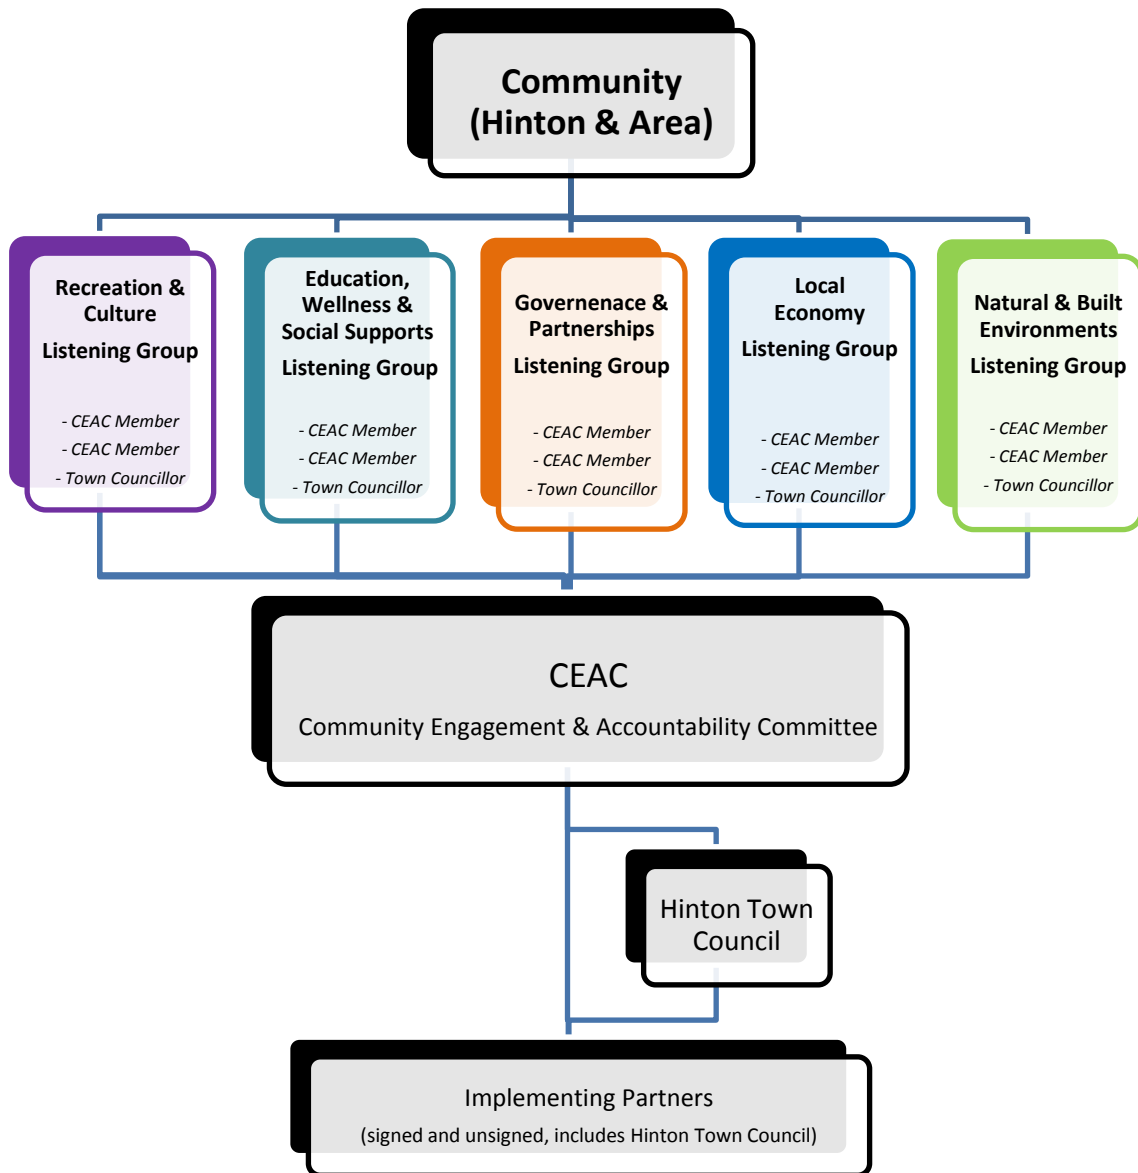 Community
(Hinton & Area)
Recreation &
Culture
Listening Group
- CEAC Member
- CEAC Member
- Town Councillor
Education,
Wellness &
Social Supports
Listening Group
- CEAC Member
- CEAC Member
- Town Councillor
Governenace &
Partnerships
Listening Group
- CEAC Member
- CEAC Member
- Town Councillor
Local
Economy
Listening Group
- CEAC Member
- CEAC Member
- Town Councillor
Natural & Built
Environments
Listening Group
- CEAC Member
- CEAC Member
- Town Councillor
CEAC
Community Engagement & Accountability Committee
Hinton Town
Council
Implementing Partners
(signed and unsigned, includes Hinton Town Council)